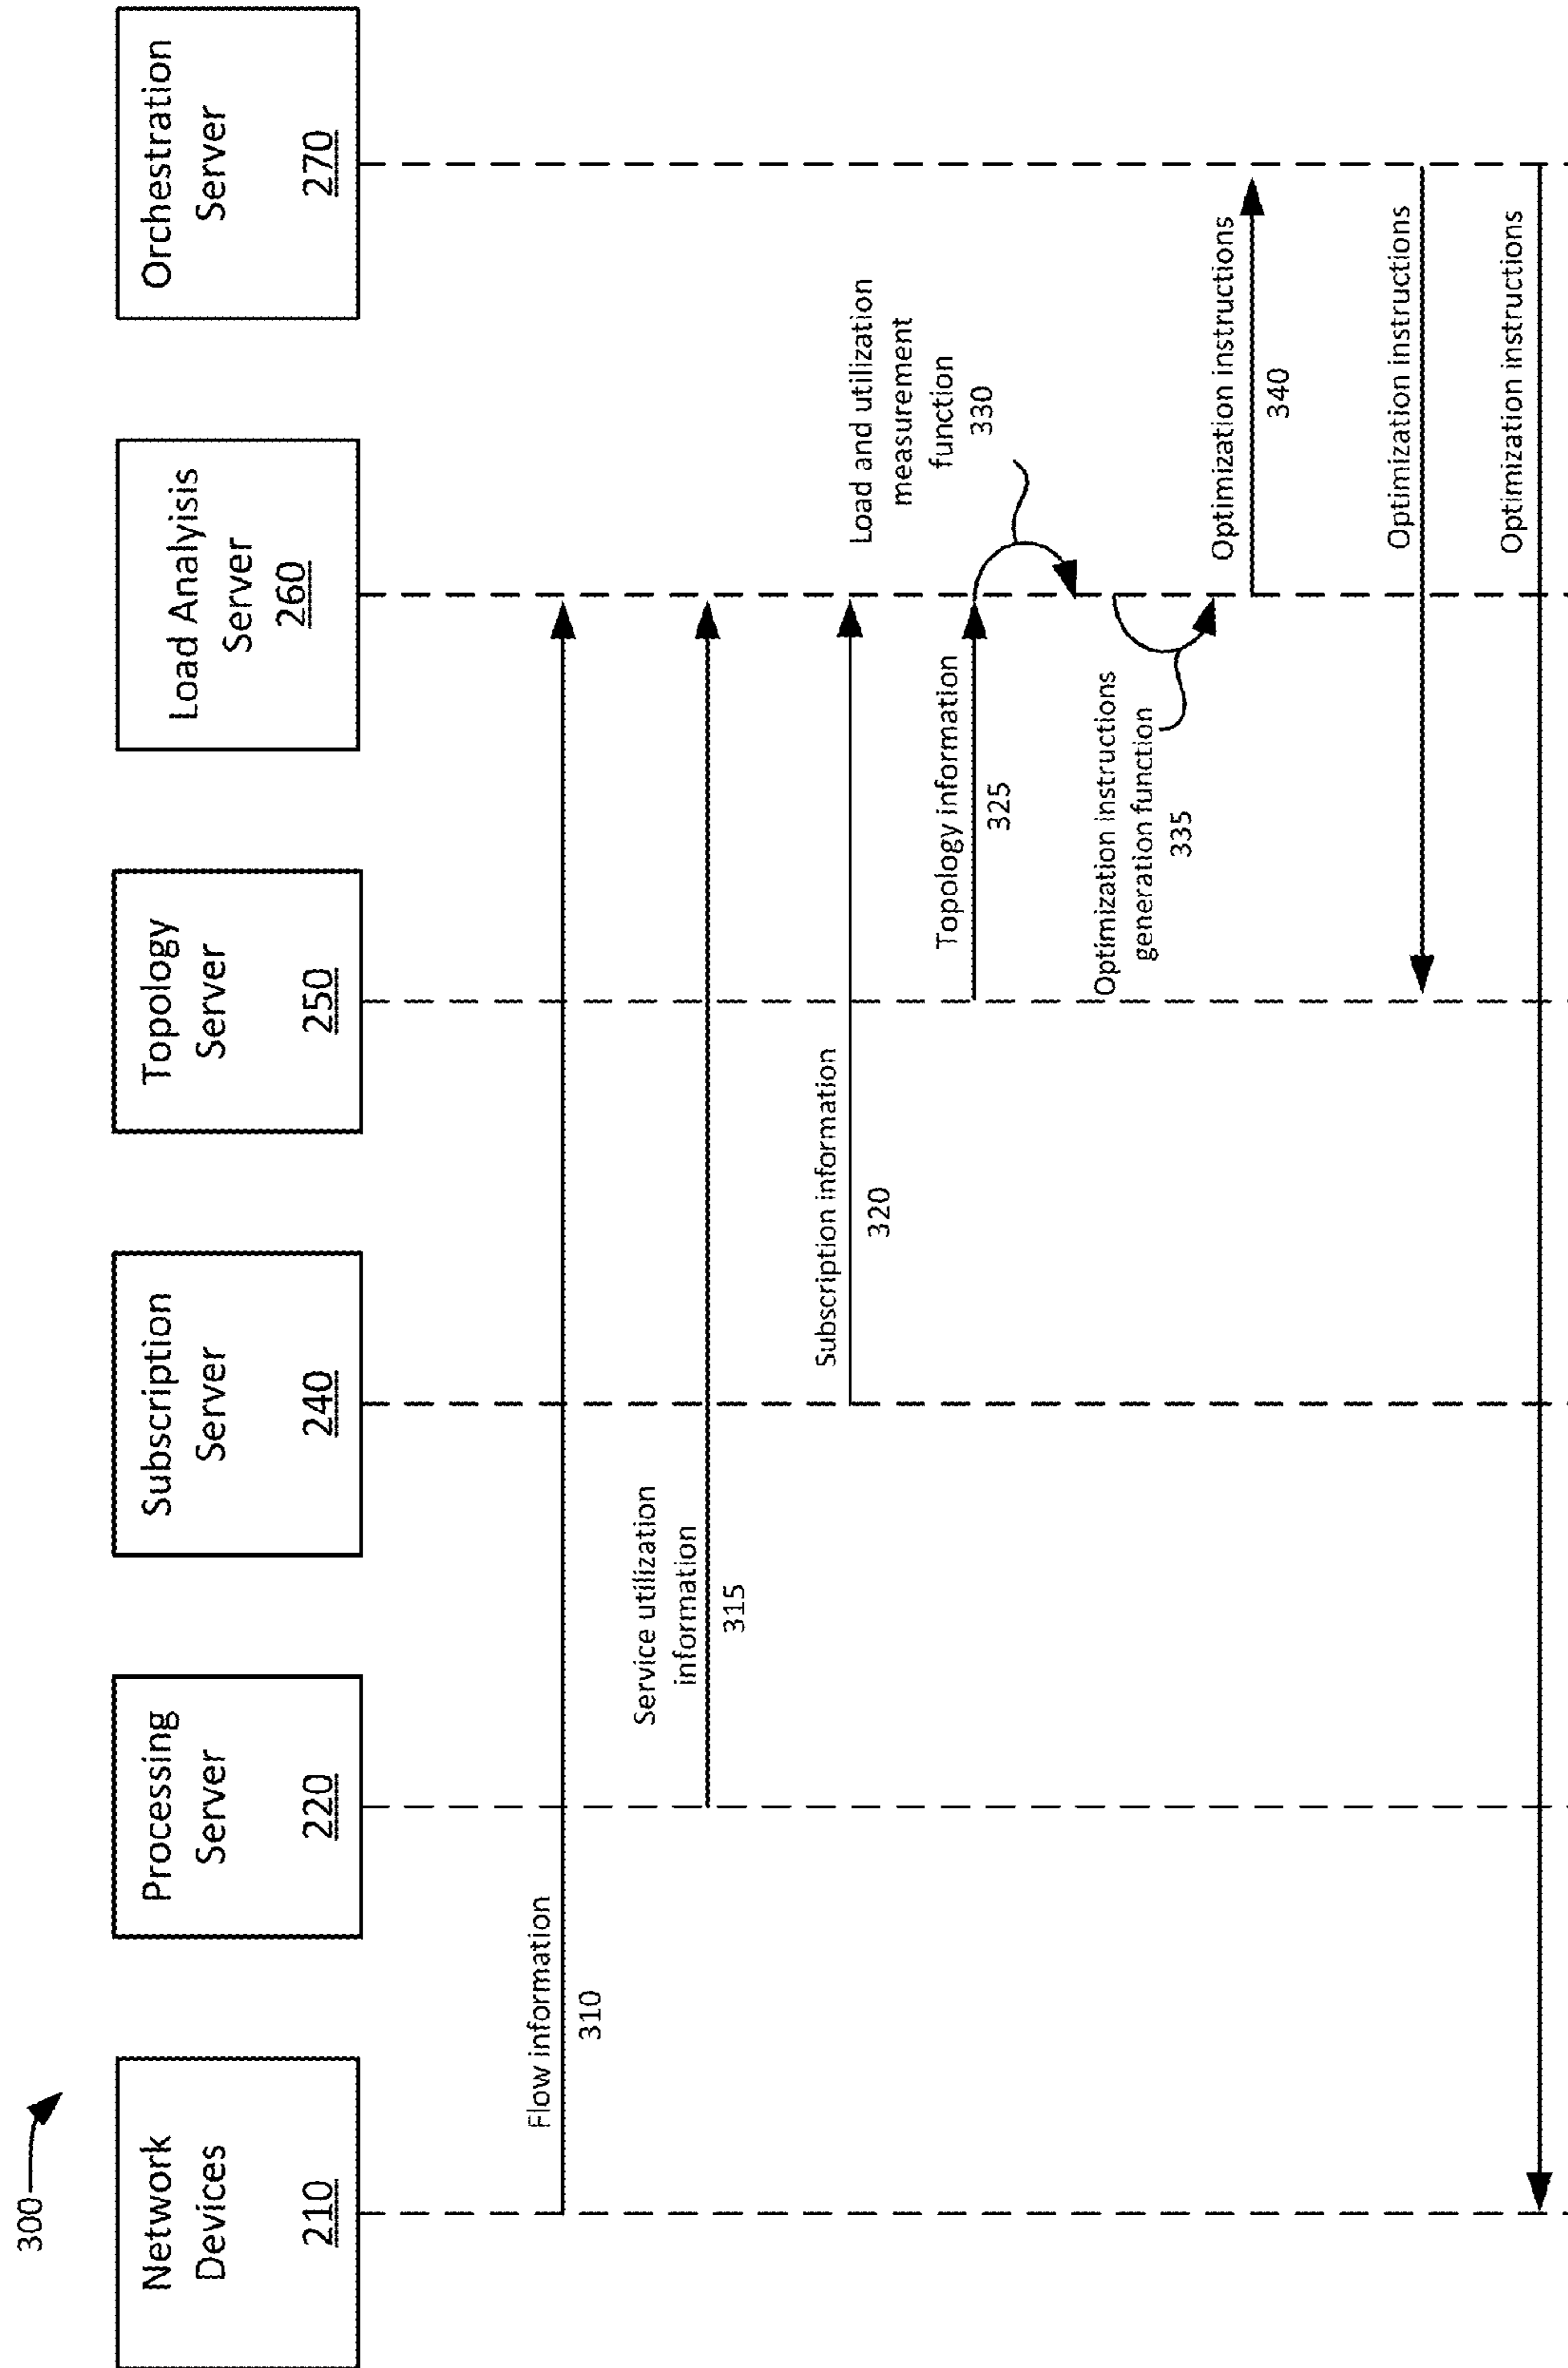 300
Network
Devices
210
Processing
Server
220
Subscription
Server
240
Topology
Server
250
Load Analyisis
Server
260
Orchestration
Server
270
Flow information
310
Service utilization
information
315
Subscription information
320
Topology information
325
Load and utilization
measurement
function
330
Optimization instructions
generation function
335
Optimization instructions
340
Optimization instructions
Optimization instructions